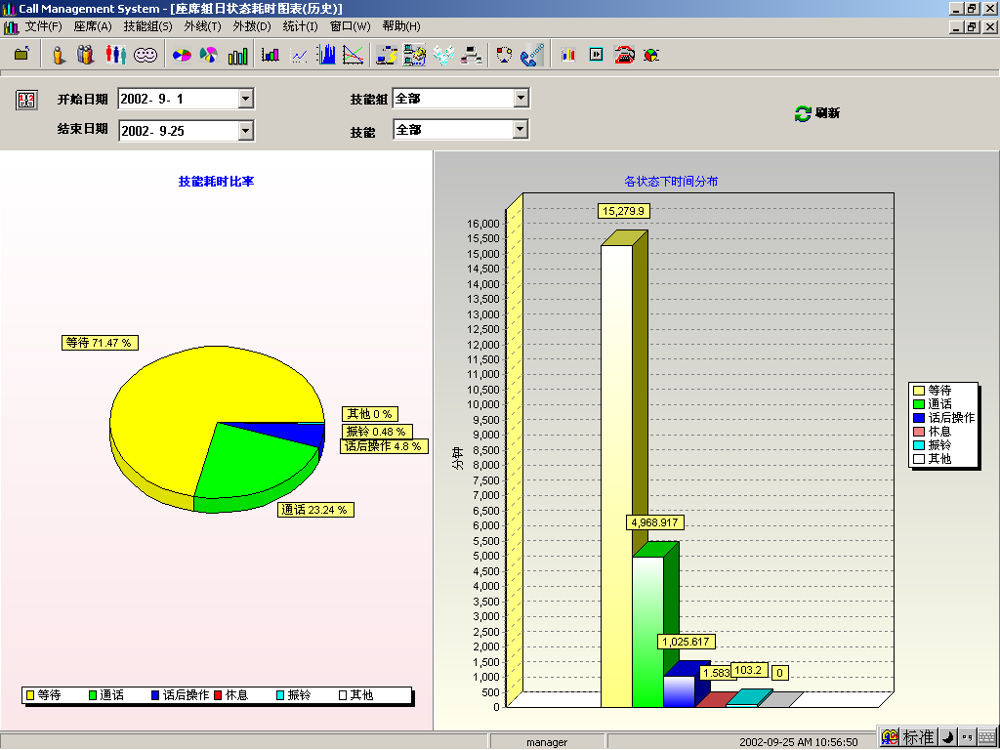 Call Management System - [座席组日状态耗时图表(历史)]
文件(F) 座席(A) 技能组(S) 外线(T) 外拨(D) 统计(I) 窗口(W) 帮助(H)
开始日期 2002- 9- 1 技能组 全部
刷新
结束日期 2002- 9-25 技能 全部
技能耗时比率
等待 71.47 %
其他 0 %
振铃 0.48 %
话后操作 4.8 %
通话 23.24 %
等待 通话 话后操作 休息 振铃 其他
各状态下时间分布
15,279.9
16,000
15,500
15,000
14,500
14,000
13,500
13,000
12,500
12,000
11,500
11,000
10,500
10,000
9,500
9,000
8,500
8,000
7,500
7,000
6,500
6,000
5,500
5,000
4,500
4,000
3,500
3,000
2,500
2,000
1,500
1,000
500
0
分钟
4,968.917
1,025.617
1.583
103.2
0
等待
通话
话后操作
休息
振铃
其他
manager
2002-09-25 AM 10:56:50
标准